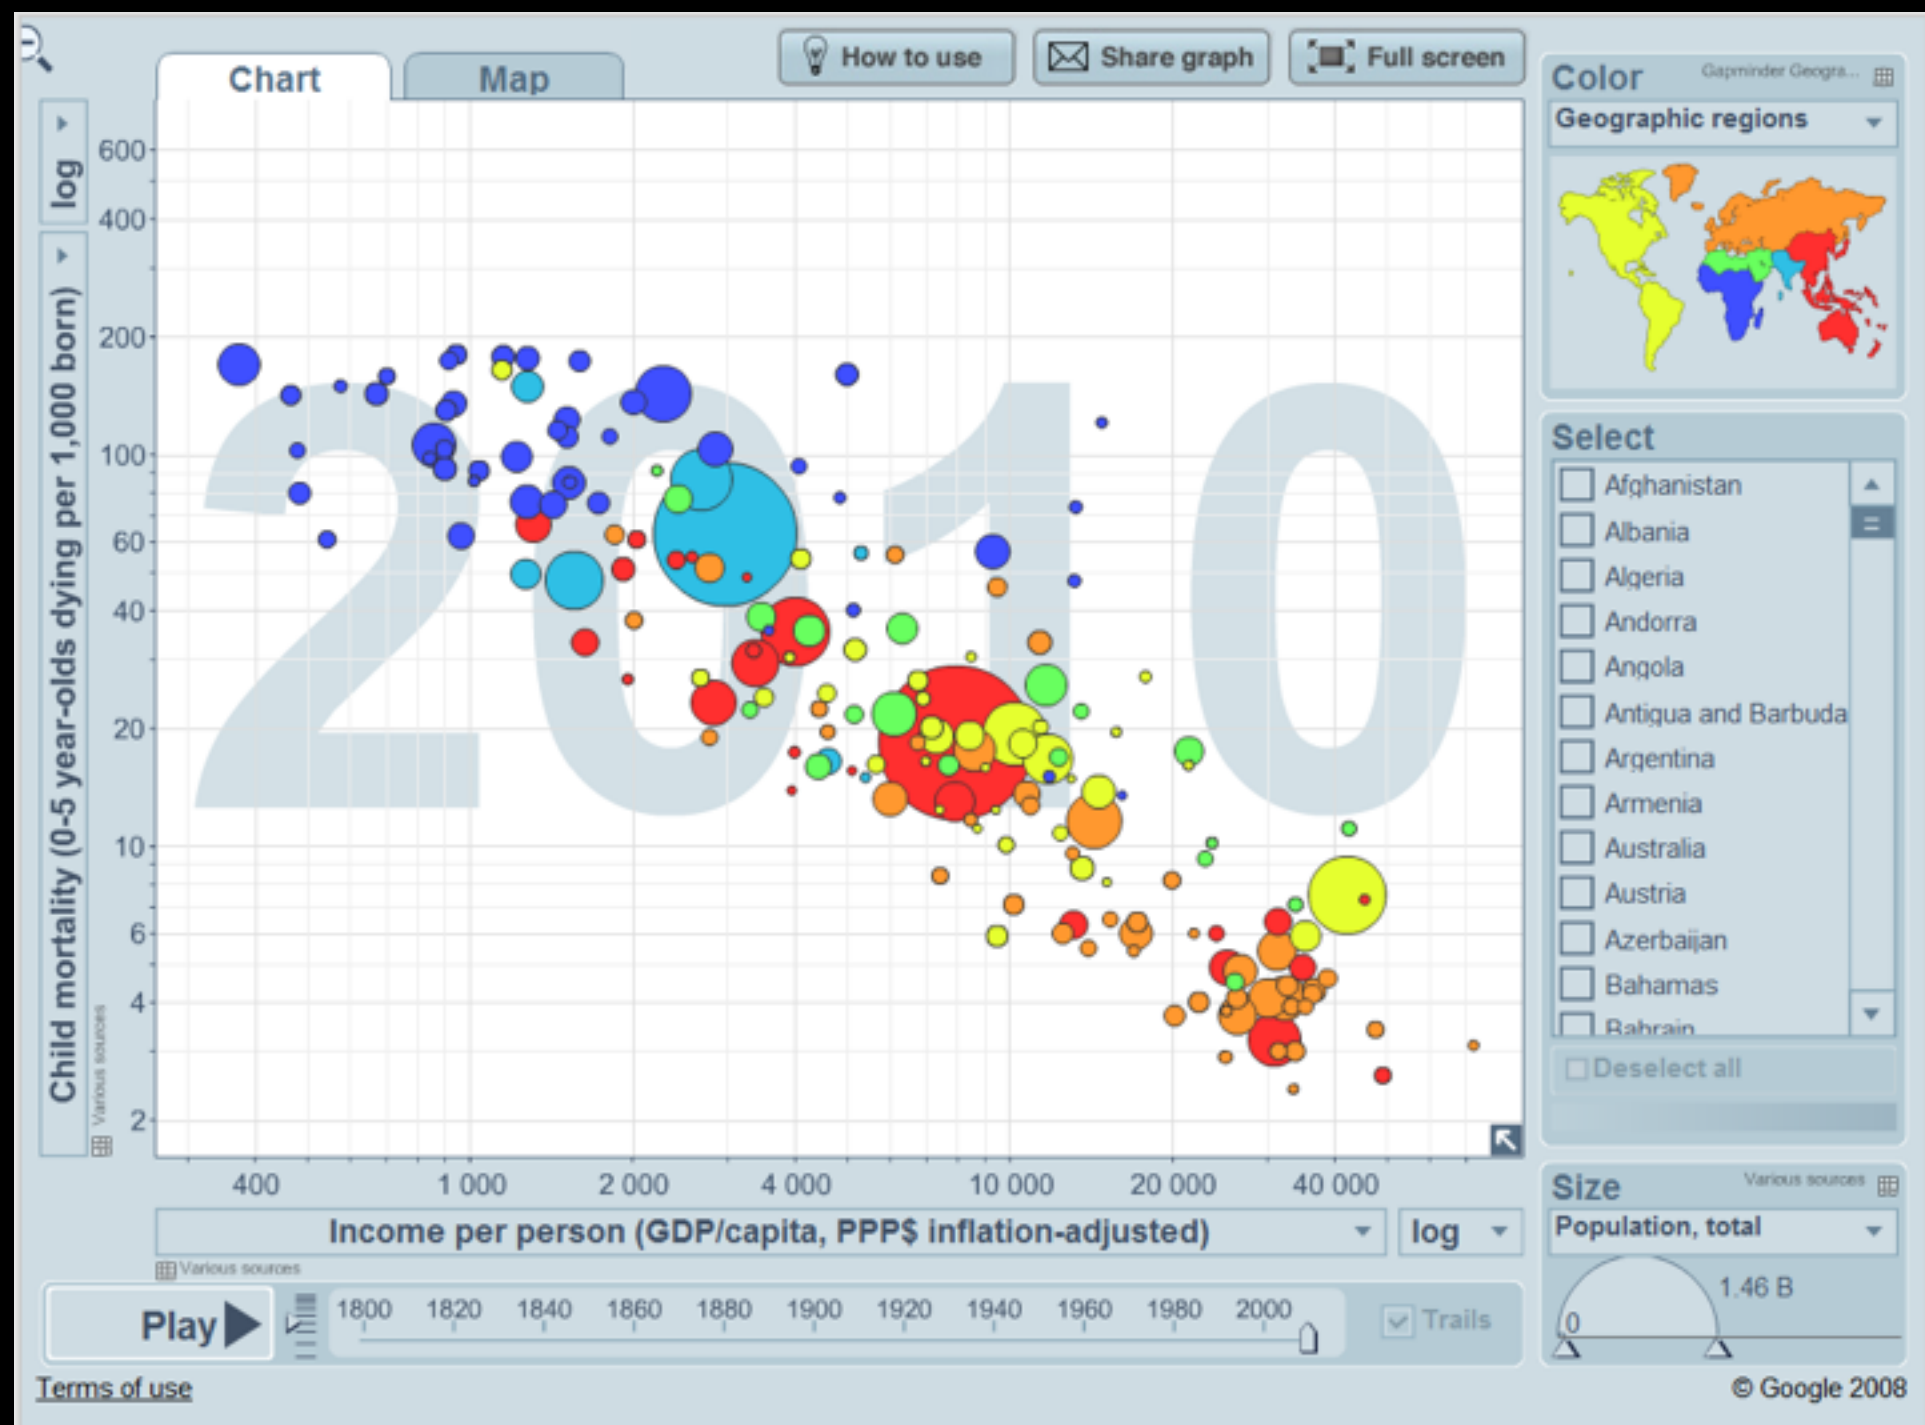 How to use
Share graph
Full screen
Chart
Map
Color
Gapminder Geogra...
Geographic regions
log
Child mortality (0-5 year-olds dying per 1,000 born)
Various sources
600
400
200
100
60
40
20
10
6
4
2
2010
400
1 000
2 000
4 000
10 000
20 000
40 000
Income per person (GDP/capita, PPP$ inflation-adjusted)
log
Various sources
Select
Afghanistan
Albania
Algeria
Andorra
Angola
Antigua and Barbuda
Argentina
Armenia
Australia
Austria
Azerbaijan
Bahamas
Bahrain
Deselect all
Size
Various sources
Population, total
1.46 B
0
Play
1800 1820 1840 1860 1880 1900 1920 1940 1960 1980 2000
Trails
Terms of use
© Google 2008